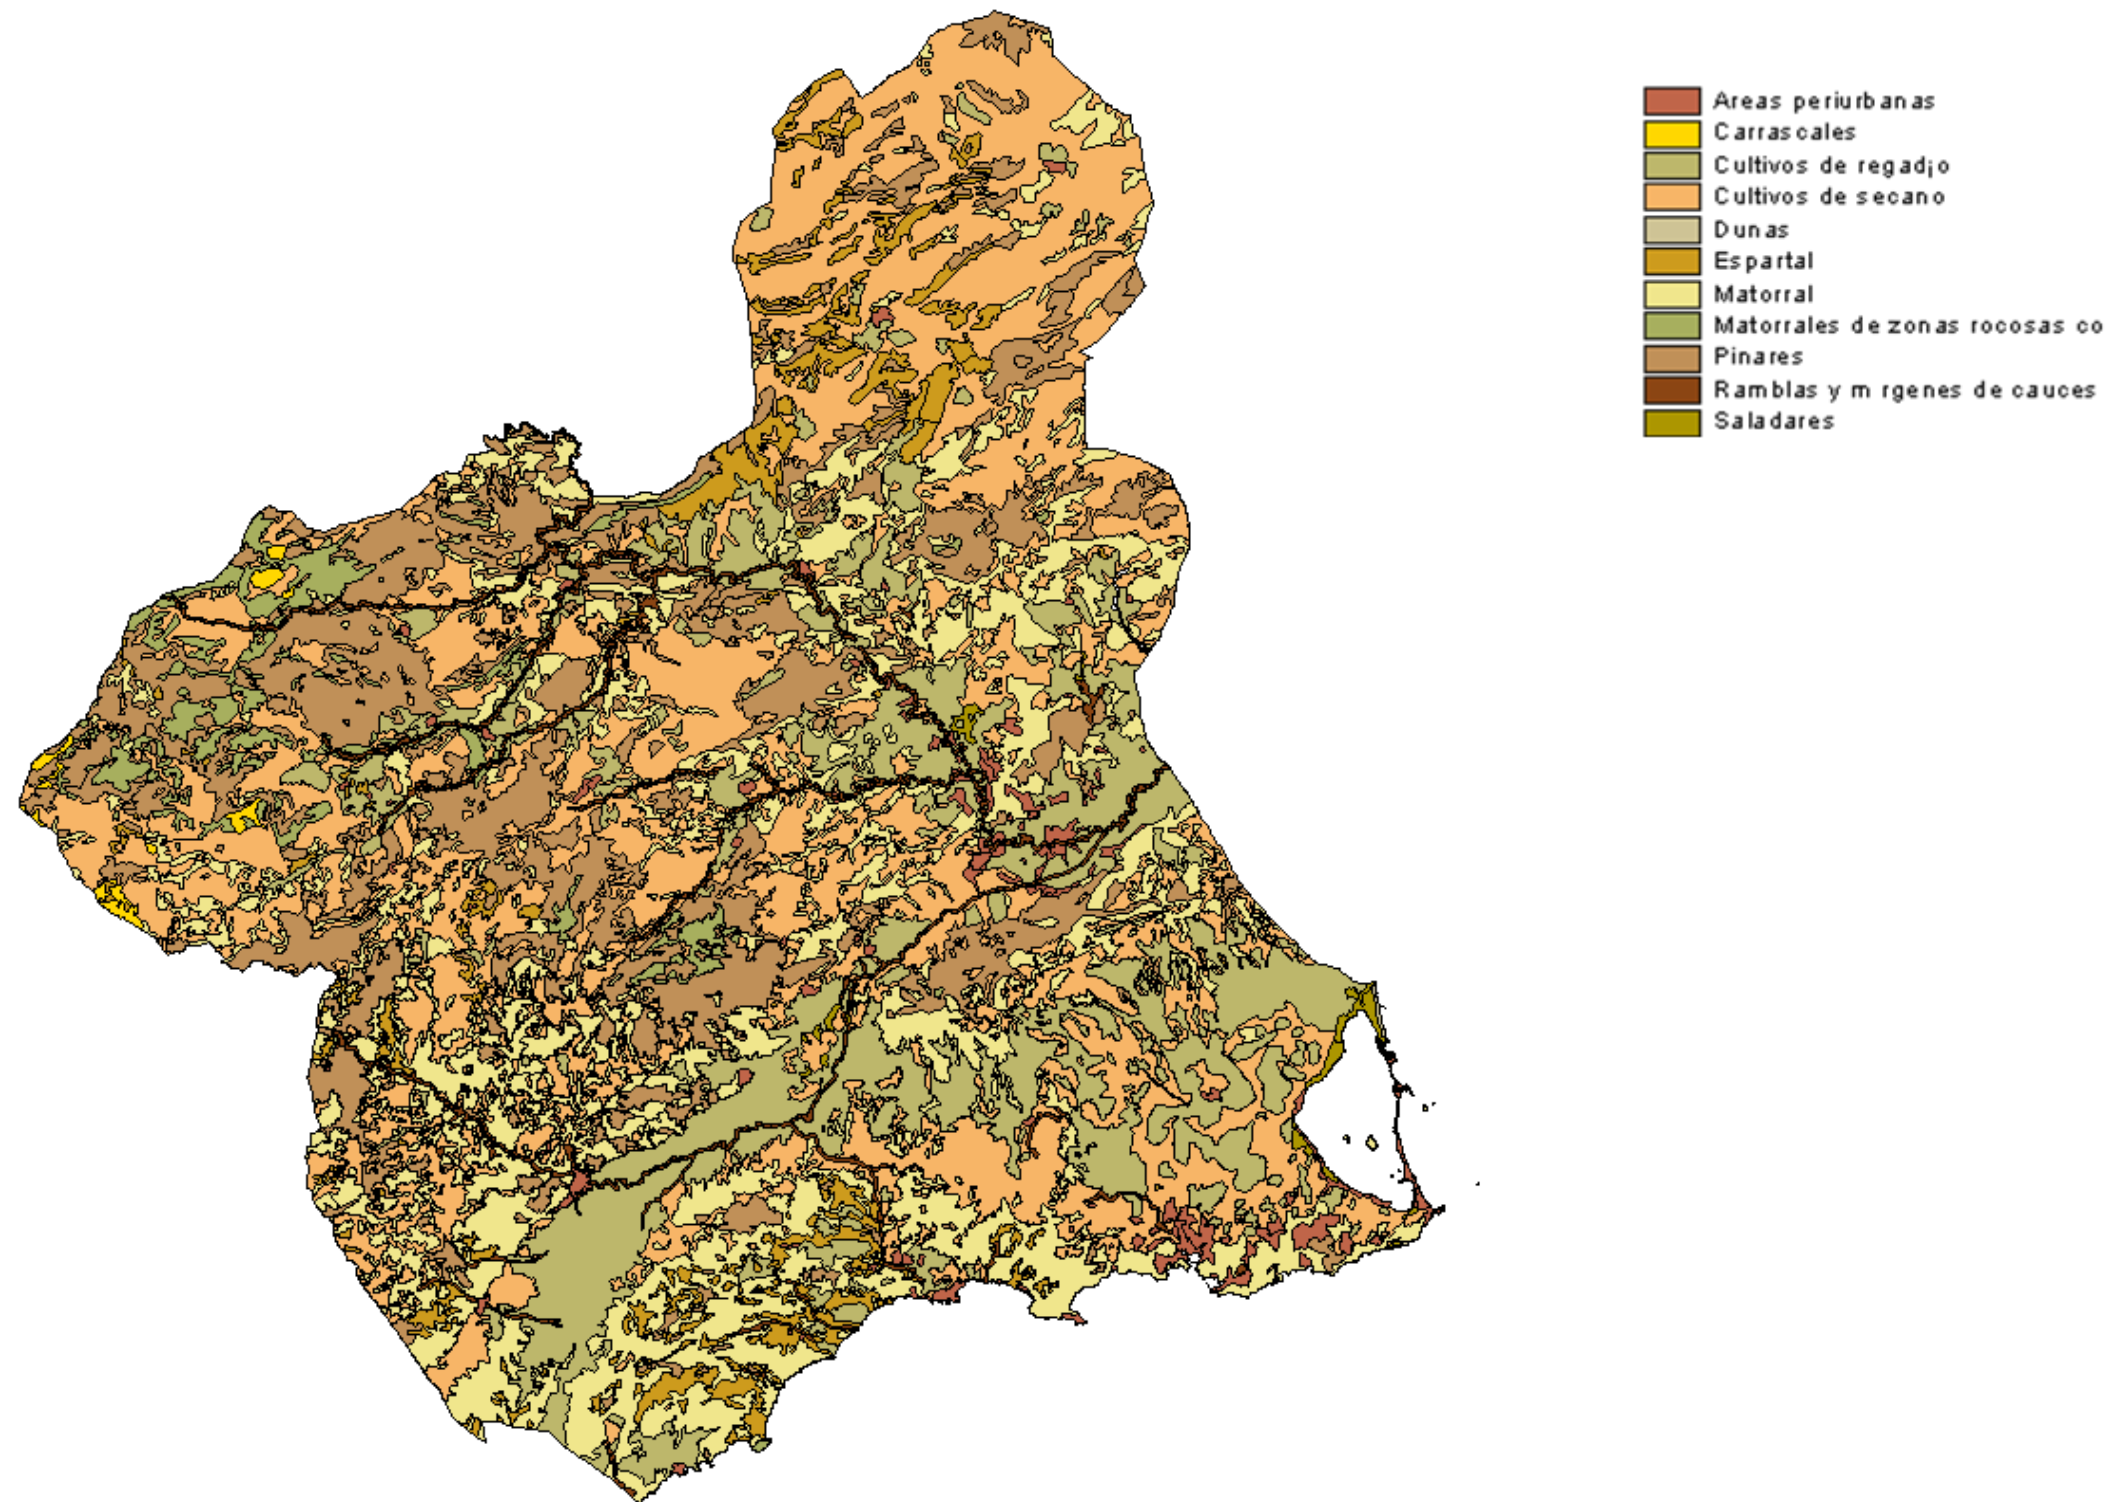 Areas periurbanas
Carrascales
Cultivos de regad¡o
Cultivos de secano
Dunas
Espartal
Matorral
Matorrales de zonas rocosas co
Pinares
Ramblas y m rgenes de cauces
Saladares